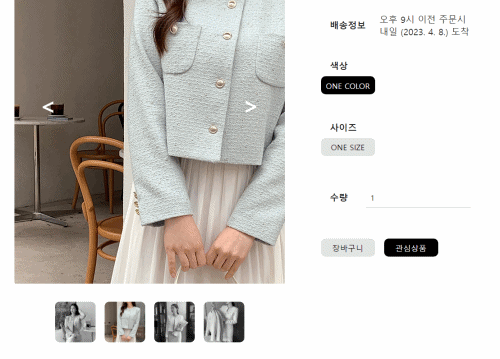 배송정보
오후 9시 이전 주문시
내일 (2023. 4. 8.) 도착
색상
ONE COLOR
사이즈
ONE SIZE
수량
1
장바구니
관심상품